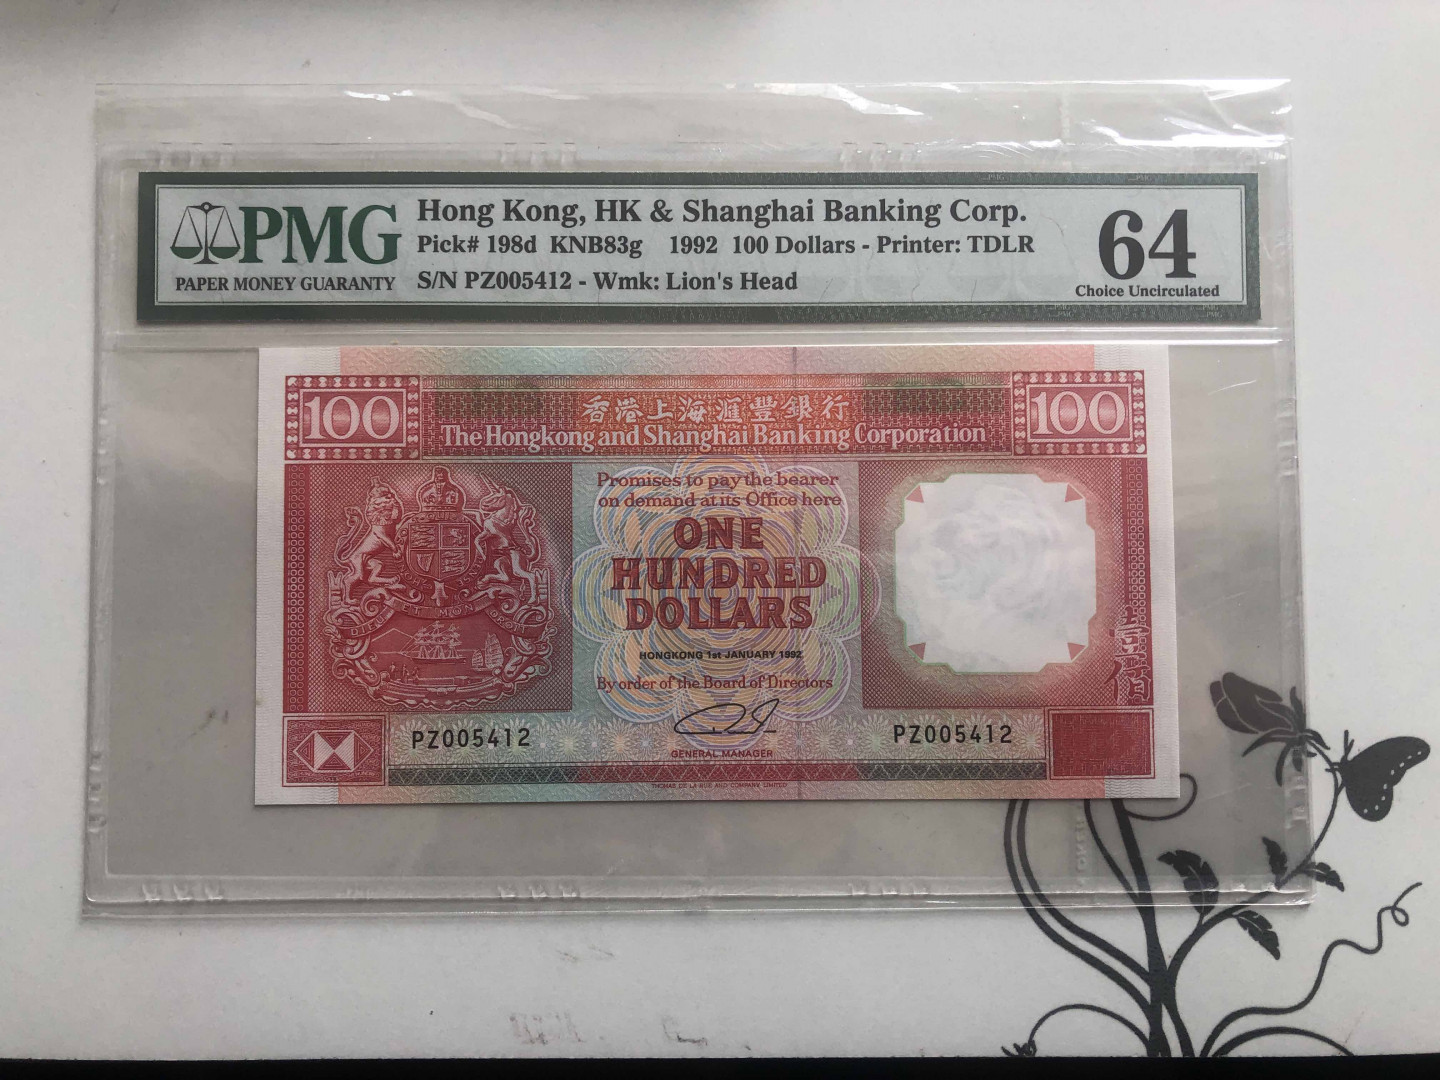 PMG
PAPER MONEY GUARANTY
Hong Kong, HK & Shanghai Banking Corp.
Pick# 198d KNB83g 1992 100 Dollars - Printer: TDLR
S/N PZ005412 - Wmk: Lion's Head
64
Choice Uncirculated
100
香港上海滙豐銀行
100
The Hongkong and Shanghai Banking Corporation
Promises to pay the bearer
on demand at its Office here
ONE
HUNDRED
DOLLARS
DIEU ET MON DROIT
HONGKONG 1st JANUARY 1992
By order of the Board of Directors
PZ005412
PZ005412
GENERAL MANAGER
THOMAS DE LA RUE AND COMPANY LIMITED